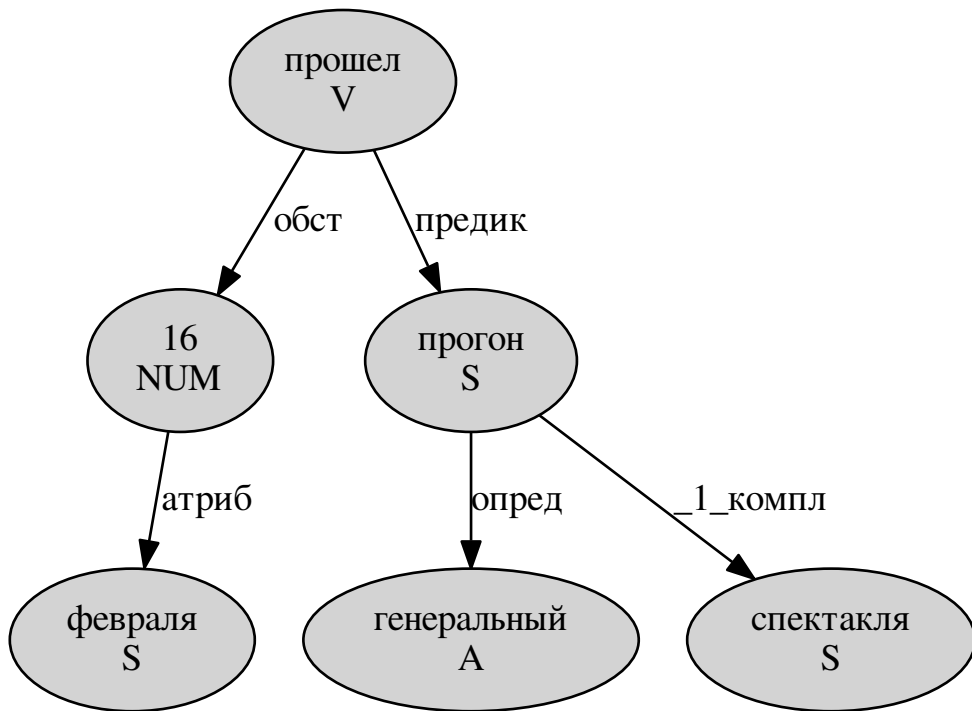 прошел
V
обст
предик
16
NUM
прогон
S
атриб
опред
_1_компл
февраля
S
генеральный
A
спектакля
S